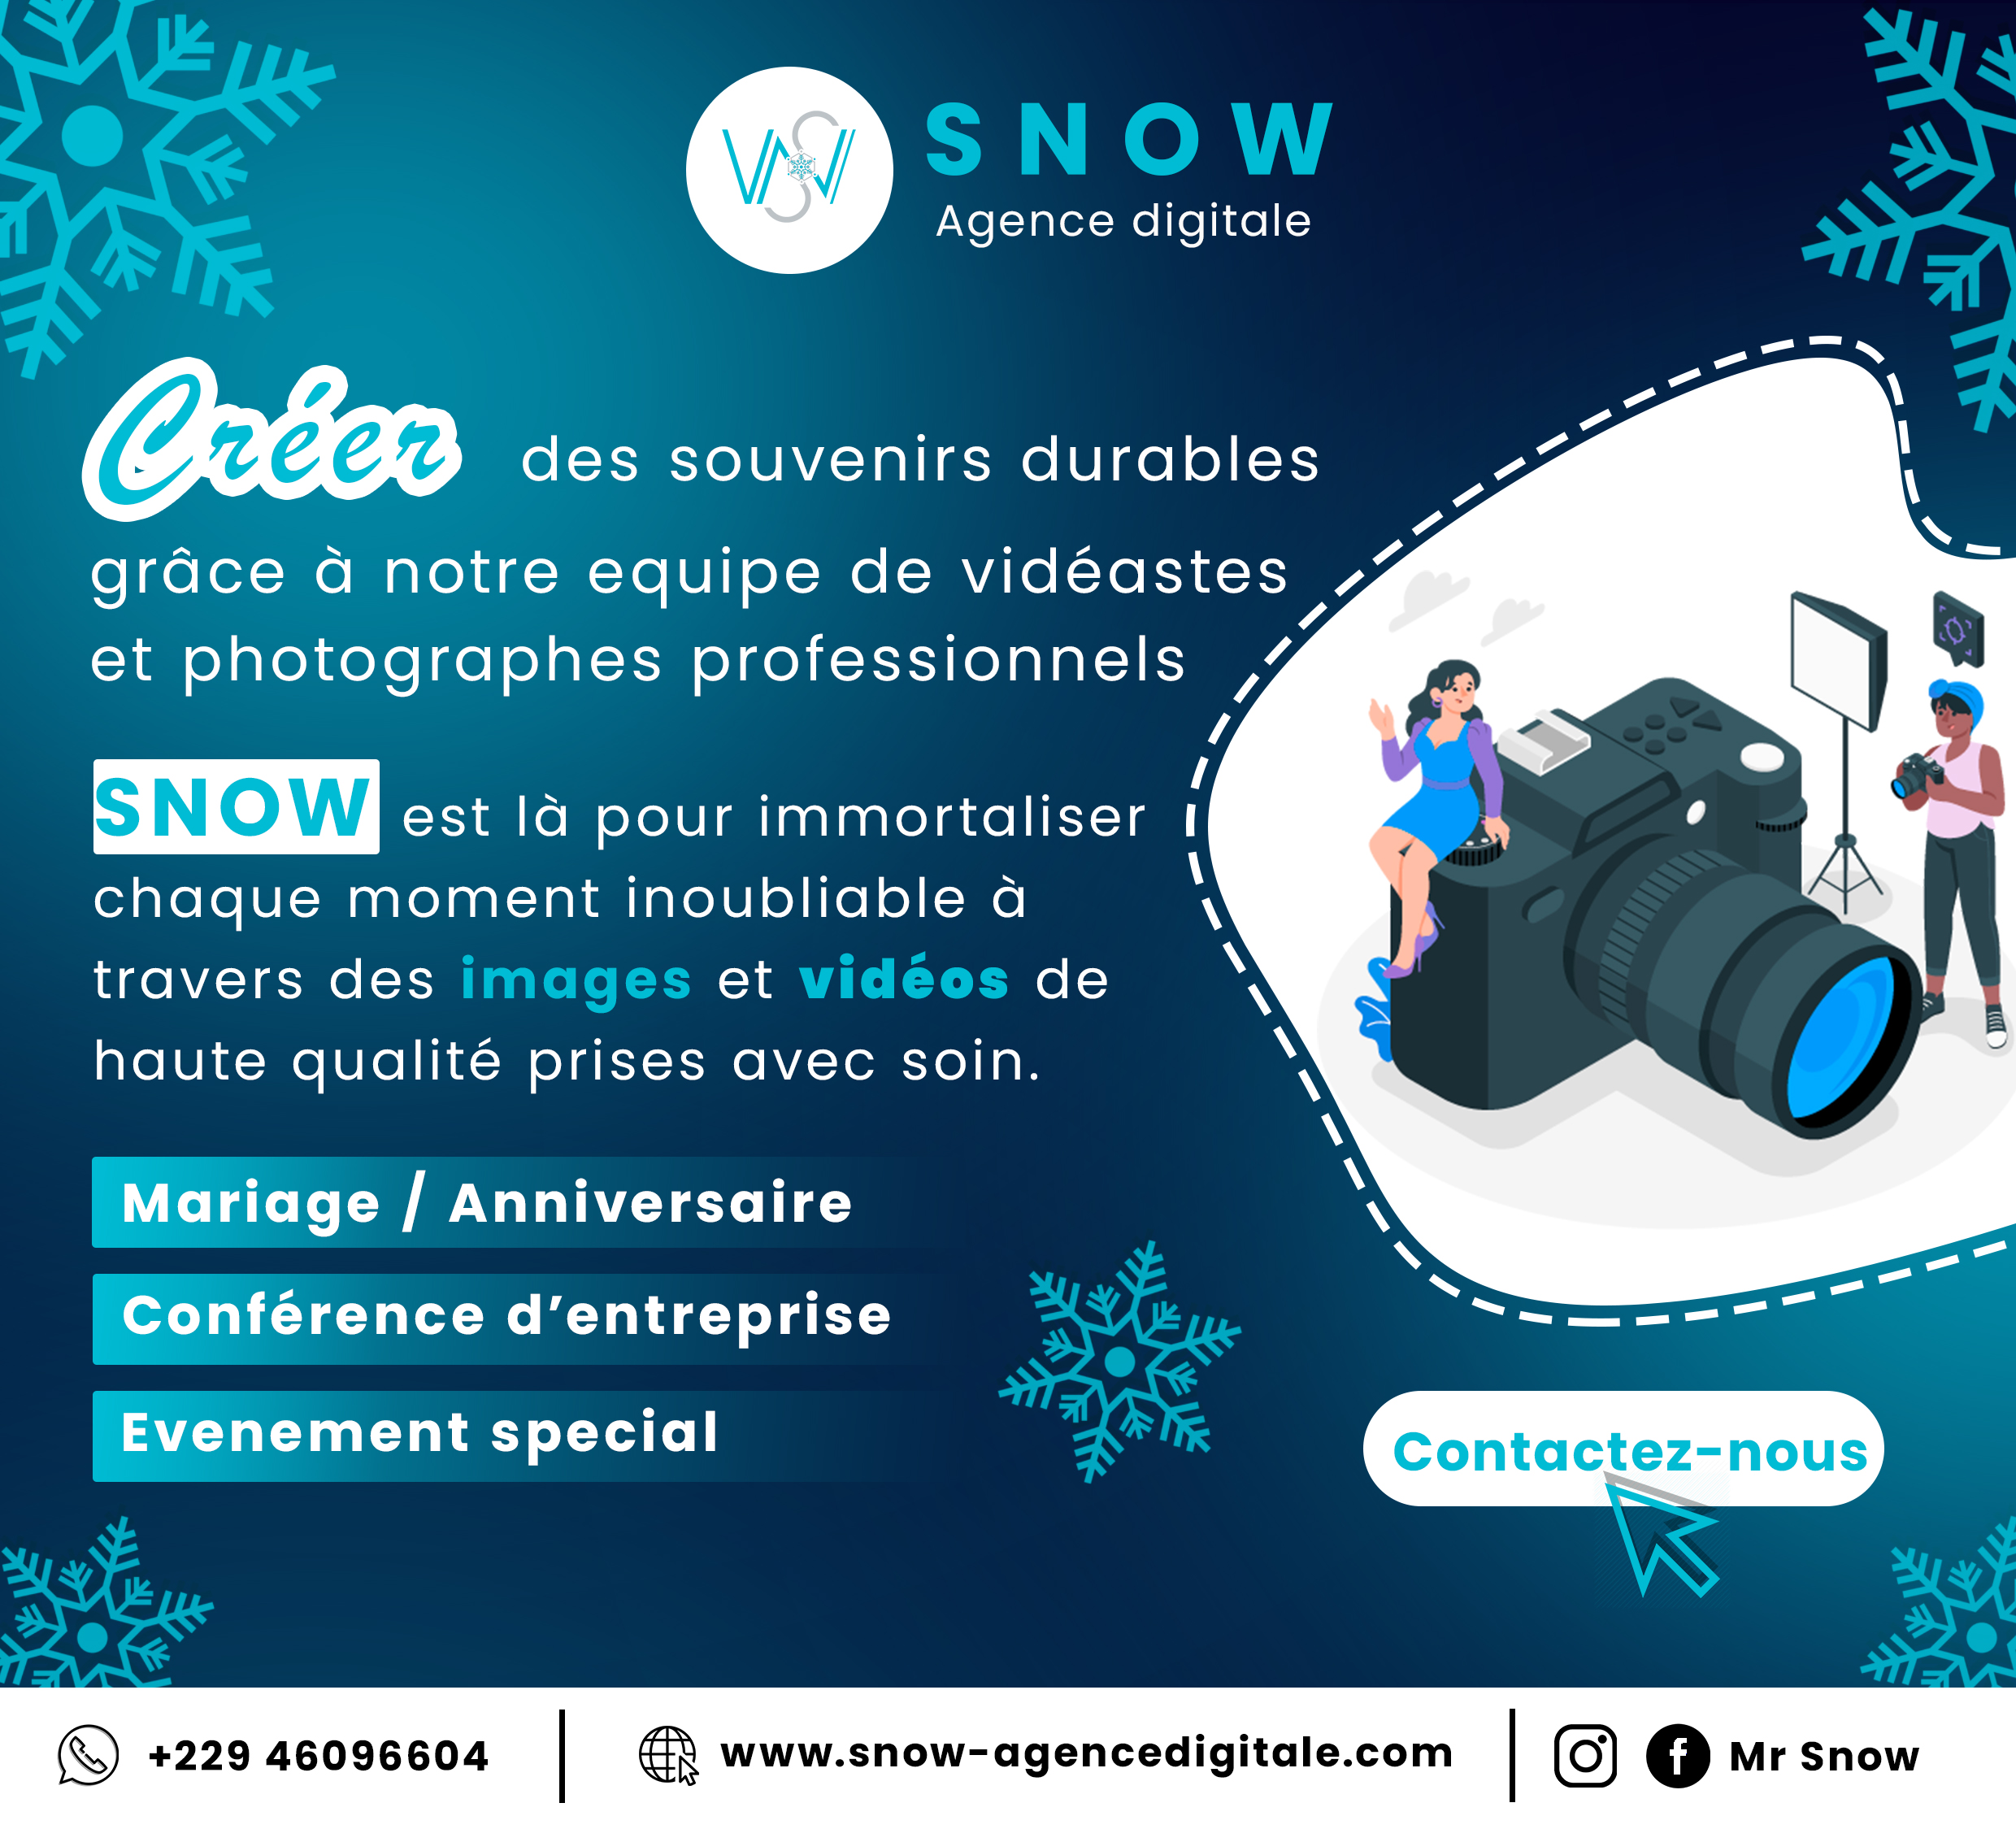 SNOW
Agence digitale
Créer des souvenirs durables
grâce à notre equipe de vidéastes
et photographes professionnels
SNOW est là pour immortaliser
chaque moment inoubliable à
travers des images et vidéos de
haute qualité prises avec soin.
Mariage / Anniversaire
Conférence d’entreprise
Evenement special
Contactez-nous
+229 46096604
www.snow-agencedigitale.com
Mr Snow